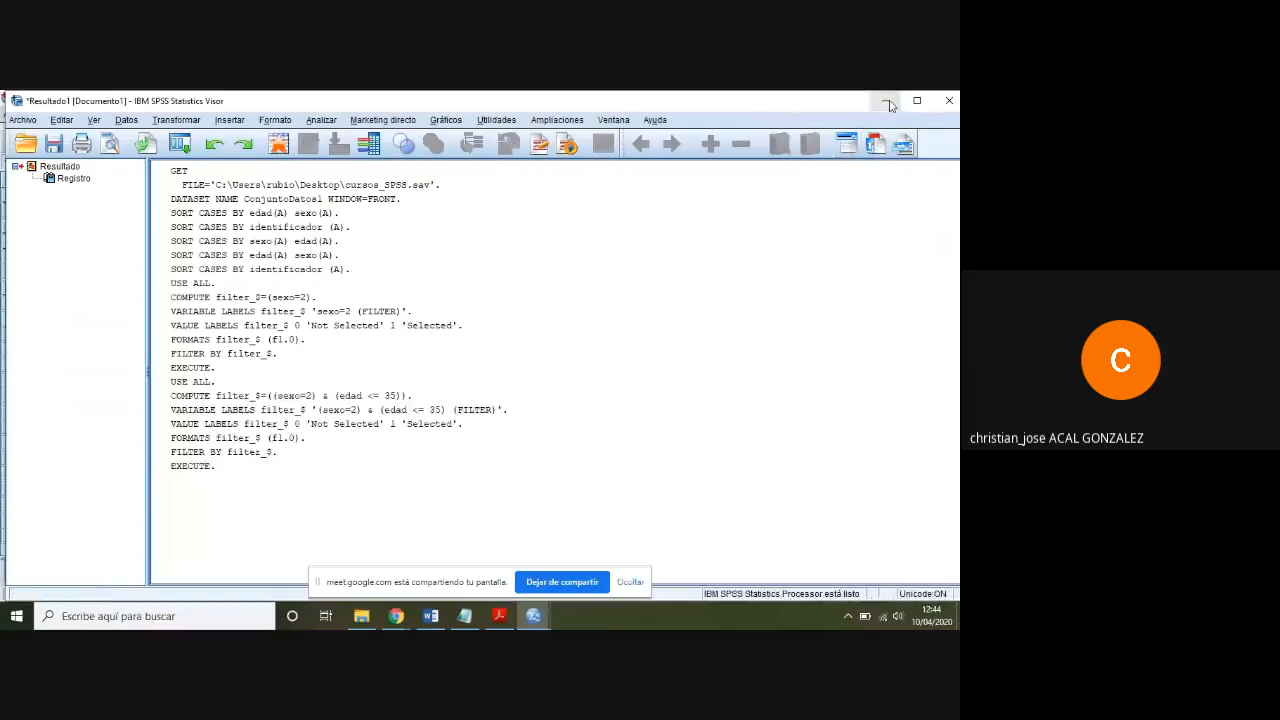 *Resultado1 [Documento1] - IBM SPSS Statistics Visor
Archivo Editar Ver Datos Transformar Insertar Formato Analizar Marketing directo Gráficos Utilidades Ampliaciones Ventana Ayuda
Resultado
Registro
GET
FILE='C:\Users\rubio\Desktop\cursos_SPSS.sav'.
DATASET NAME ConjuntoDatos1 WINDOW=FRONT.
SORT CASES BY edad(A) sexo(A).
SORT CASES BY identificador (A).
SORT CASES BY sexo(A) edad(A).
SORT CASES BY edad(A) sexo(A).
SORT CASES BY identificador (A).
USE ALL.
COMPUTE filter_$=(sexo=2).
VARIABLE LABELS filter_$ 'sexo=2 (FILTER)'.
VALUE LABELS filter_$ 0 'Not Selected' 1 'Selected'.
FORMATS filter_$ (f1.0).
FILTER BY filter_$.
EXECUTE.
USE ALL.
COMPUTE filter_$=((sexo=2) & (edad <= 35)).
VARIABLE LABELS filter_$ '(sexo=2) & (edad <= 35) (FILTER)'.
VALUE LABELS filter_$ 0 'Not Selected' 1 'Selected'.
FORMATS filter_$ (f1.0).
FILTER BY filter_$.
EXECUTE.
C
christian_jose ACAL GONZALEZ
meet.google.com está compartiendo tu pantalla. Dejar de compartir Ocultar
IBM SPSS Statistics Processor está listo Unicode:ON
Escribe aquí para buscar
12:44
10/04/2020